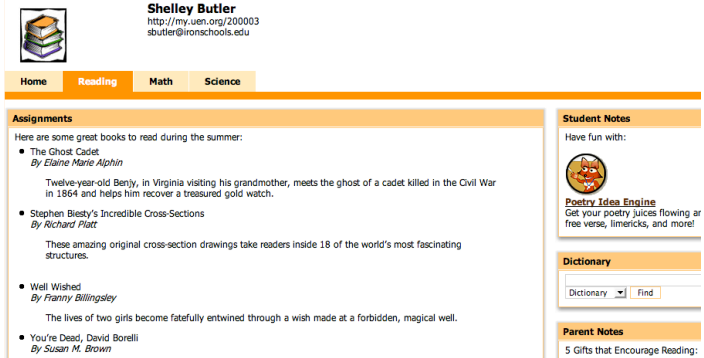 Shelley Butler
http://my.uen.org/200003
sbutler@ironschools.edu
Home
Reading
Math
Science
Assignments
Here are some great books to read during the summer:
• The Ghost Cadet
By Elaine Marie Alphin
Twelve-year-old Benjy, in Virginia visiting his grandmother, meets the ghost of a cadet killed in the Civil War
in 1864 and helps him recover a treasured gold watch.
• Stephen Biesty's Incredible Cross-Sections
By Richard Platt
These amazing original cross-section drawings take readers inside 18 of the world's most fascinating
structures.
• Well Wished
By Franny Billingsley
The lives of two girls become fatefully entwined through a wish made at a forbidden, magical well.
• You're Dead, David Borelli
By Susan M. Brown
Student Notes
Have fun with:
Poetry Idea Engine
Get your poetry juices flowing
free verse, limericks, and more!
Dictionary
Dictionary
Find
Parent Notes
5 Gifts that Encourage Reading: